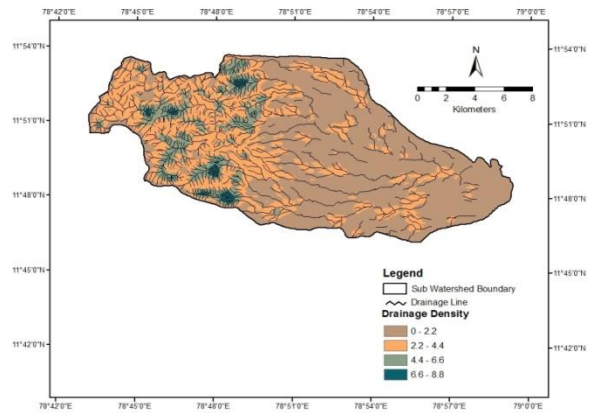 78°42'0"E 78°45'0"E 78°48'0"E 78°51'0"E 78°54'0"E 78°57'0"E 79°0'0"E
11°54'0"N
11°54'0"N
N
0 1 2 4 6 8
Kilometers
11°51'0"N
11°51'0"N
11°48'0"N
11°48'0"N
11°45'0"N
11°45'0"N
11°42'0"N
11°42'0"N
Legend
Sub Watershed Boundary
Drainage Line
Drainage Density
0 - 2.2
2.2 - 4.4
4.4 - 6.6
6.6 - 8.8
78°42'0"E 78°45'0"E 78°48'0"E 78°51'0"E 78°54'0"E 78°57'0"E 79°0'0"E